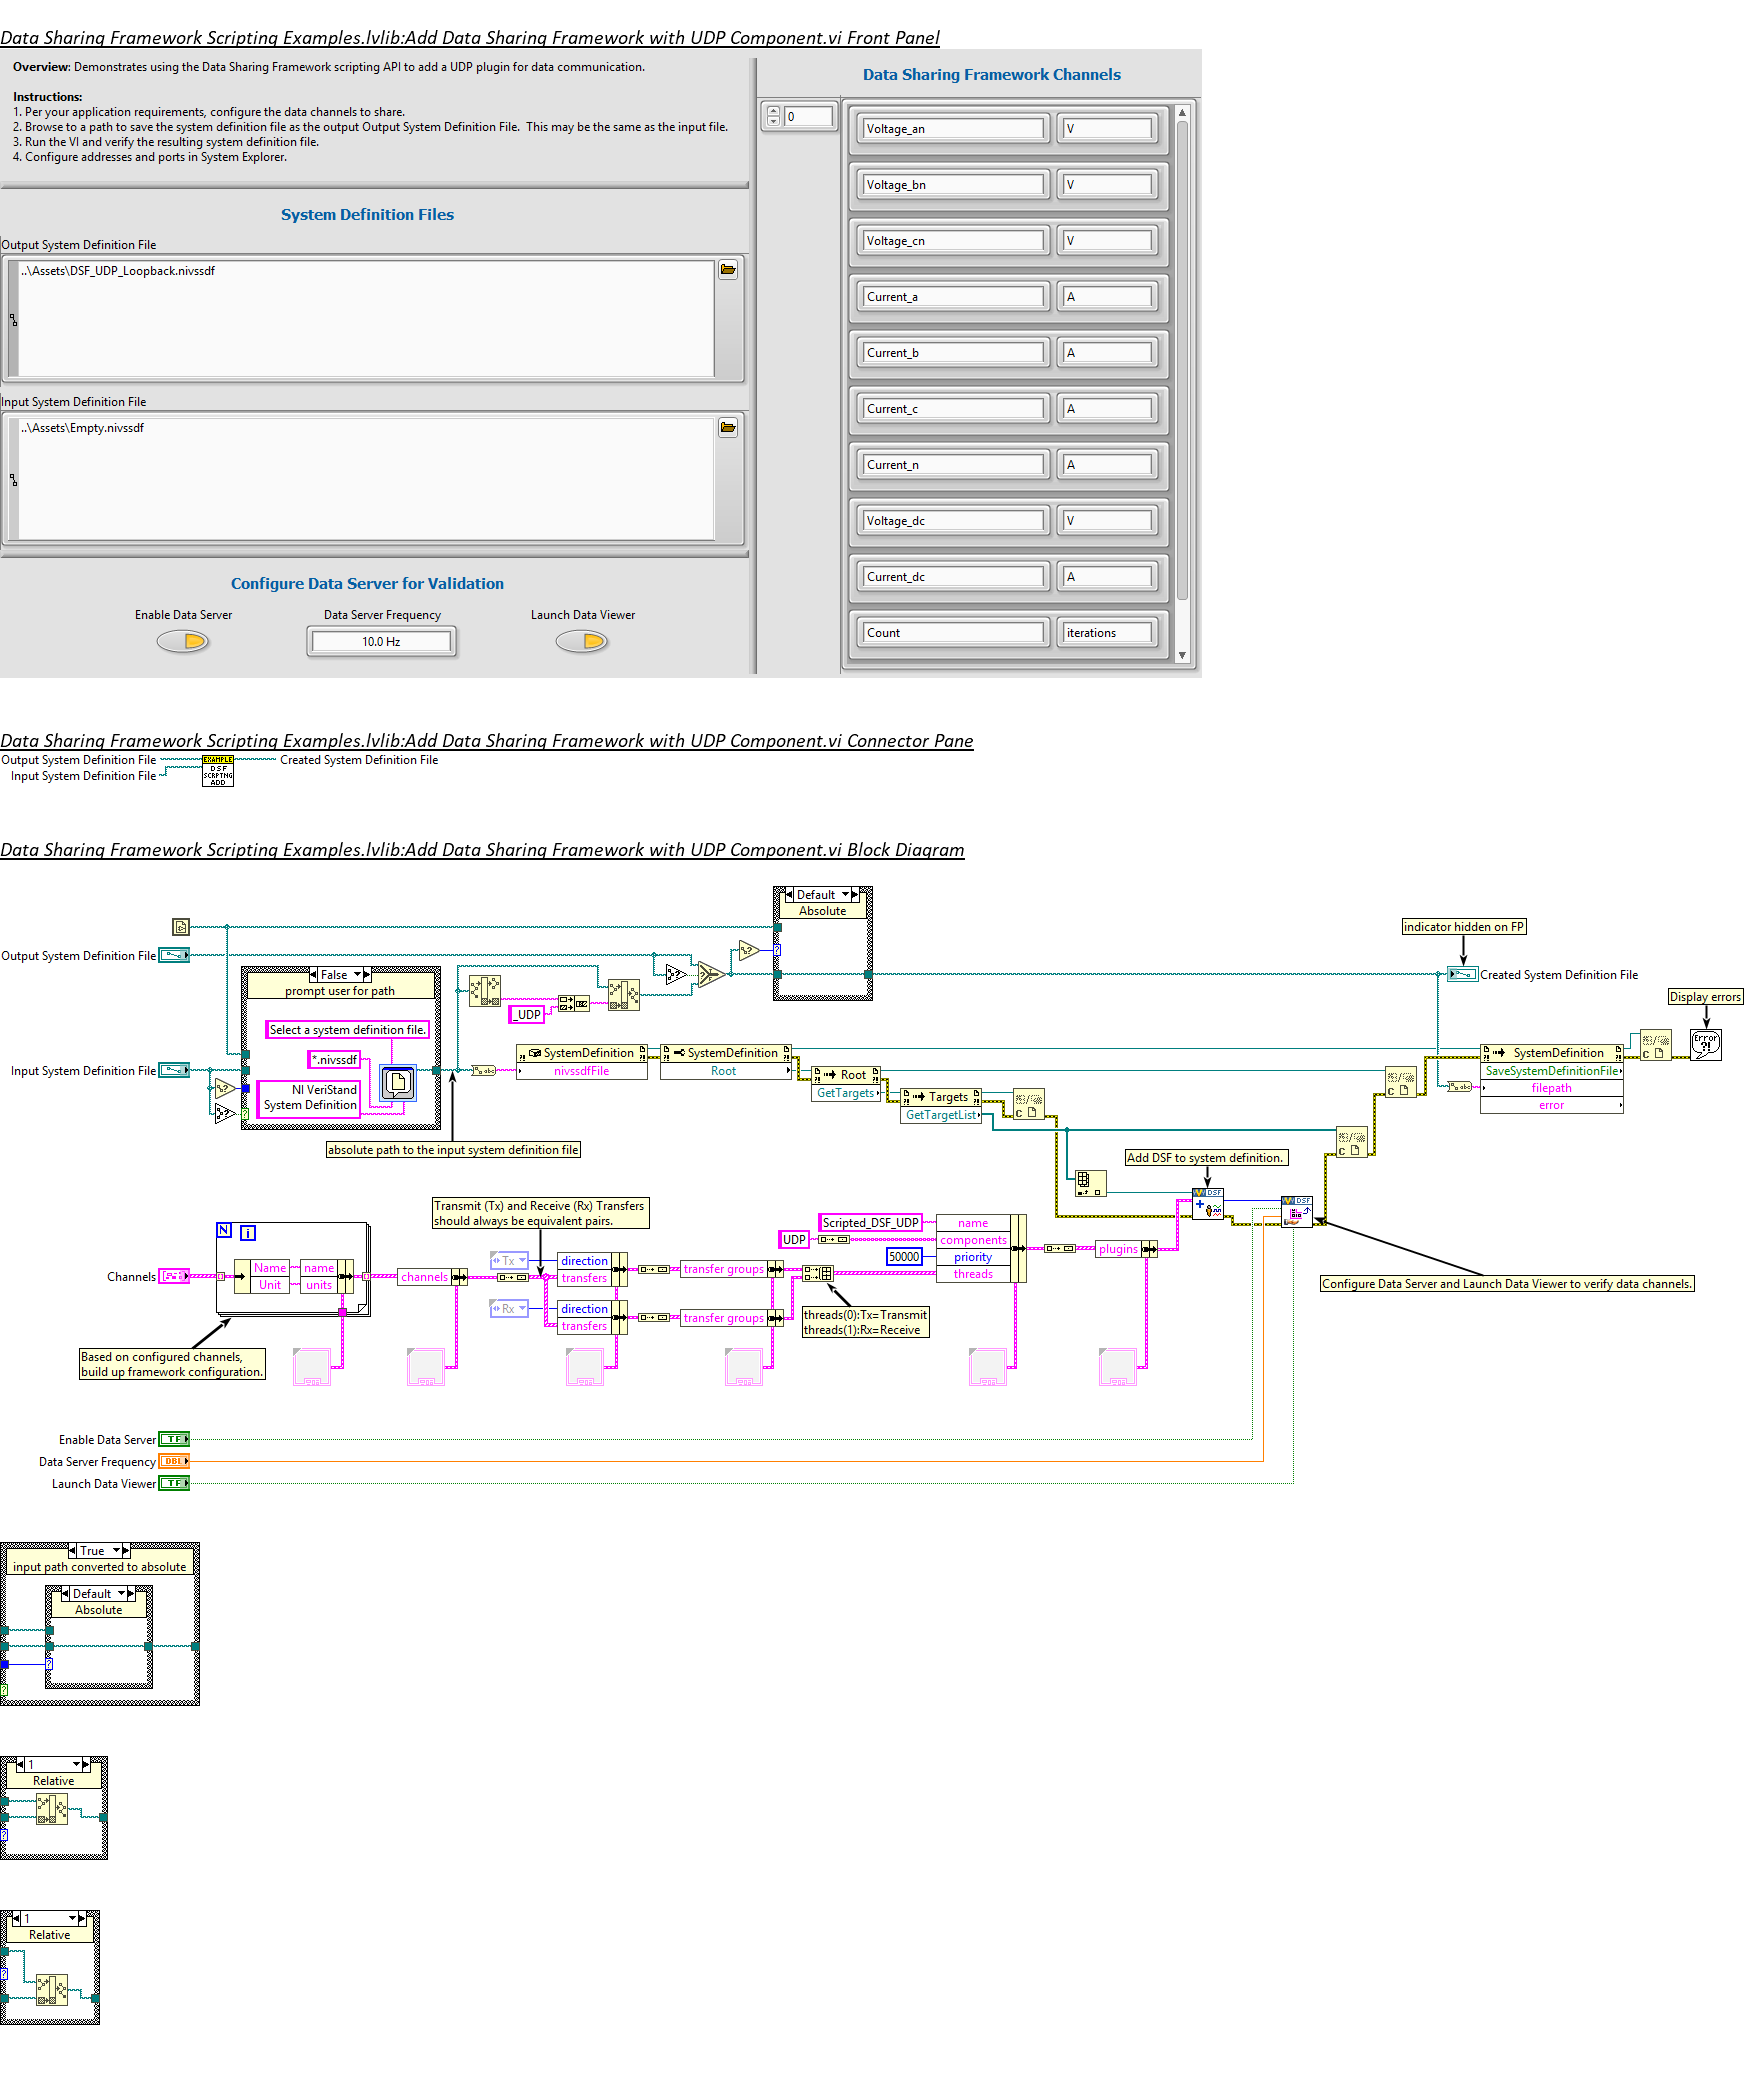 Data Sharing Framework Scripting Examples.lvlib:Add Data Sharing Framework with UDP Component.vi Front Panel
Overview: Demonstrates using the Data Sharing Framework scripting API to add a UDP plugin for data communication.
Instructions:
1. Per your application requirements, configure the data channels to share.
2. Browse to a path to save the system definition file as the output Output System Definition File.  This may be the same as the input file.
3. Run the VI and verify the resulting system definition file.
4. Configure addresses and ports in System Explorer.
System Definition Files
Output System Definition File
..\Assets\DSF_UDP_Loopback.nivssdf
Input System Definition File
..\Assets\Empty.nivssdf
Configure Data Server for Validation
Enable Data Server
Data Server Frequency
Launch Data Viewer
10.0 Hz
Data Sharing Framework Channels
0
Voltage_an V
Voltage_bn V
Voltage_cn V
Current_a A
Current_b A
Current_c A
Current_n A
Voltage_dc V
Current_dc A
Count iterations
Data Sharing Framework Scripting Examples.lvlib:Add Data Sharing Framework with UDP Component.vi Connector Pane
Output System Definition File
Input System Definition File
EXAMPLE
DSF
SCRPTNG
ADD
Created System Definition File
Data Sharing Framework Scripting Examples.lvlib:Add Data Sharing Framework with UDP Component.vi Block Diagram
Default
Absolute
indicator hidden on FP
Output System Definition File
Created System Definition File
False
prompt user for path
Display errors
_UDP
Select a system definition file.
Error
?!
*.nivssdf
SystemDefinition
nivssdfFile
SystemDefinition
Root
SystemDefinition
SaveSystemDefinitionFile
filepath
error
Input System Definition File
NI VeriStand
System Definition
Root
GetTargets
Targets
GetTargetList
absolute path to the input system definition file
Add DSF to system definition.
DSF
DSF
Transmit (Tx) and Receive (Rx) Transfers
should always be equivalent pairs.
Scripted_DSF_UDP
UDP
50000
name
components
priority
threads
plugins
N
i
Name name
Unit units
Channels
channels
Tx
direction
transfers
transfer groups
Rx
direction
transfers
transfer groups
threads(0):Tx=Transmit
threads(1):Rx=Receive
Configure Data Server and Launch Data Viewer to verify data channels.
Based on configured channels,
build up framework configuration.
Enable Data Server TF
Data Server Frequency DBL
Launch Data Viewer TF
True
input path converted to absolute
Default
Absolute
1
Relative
1
Relative